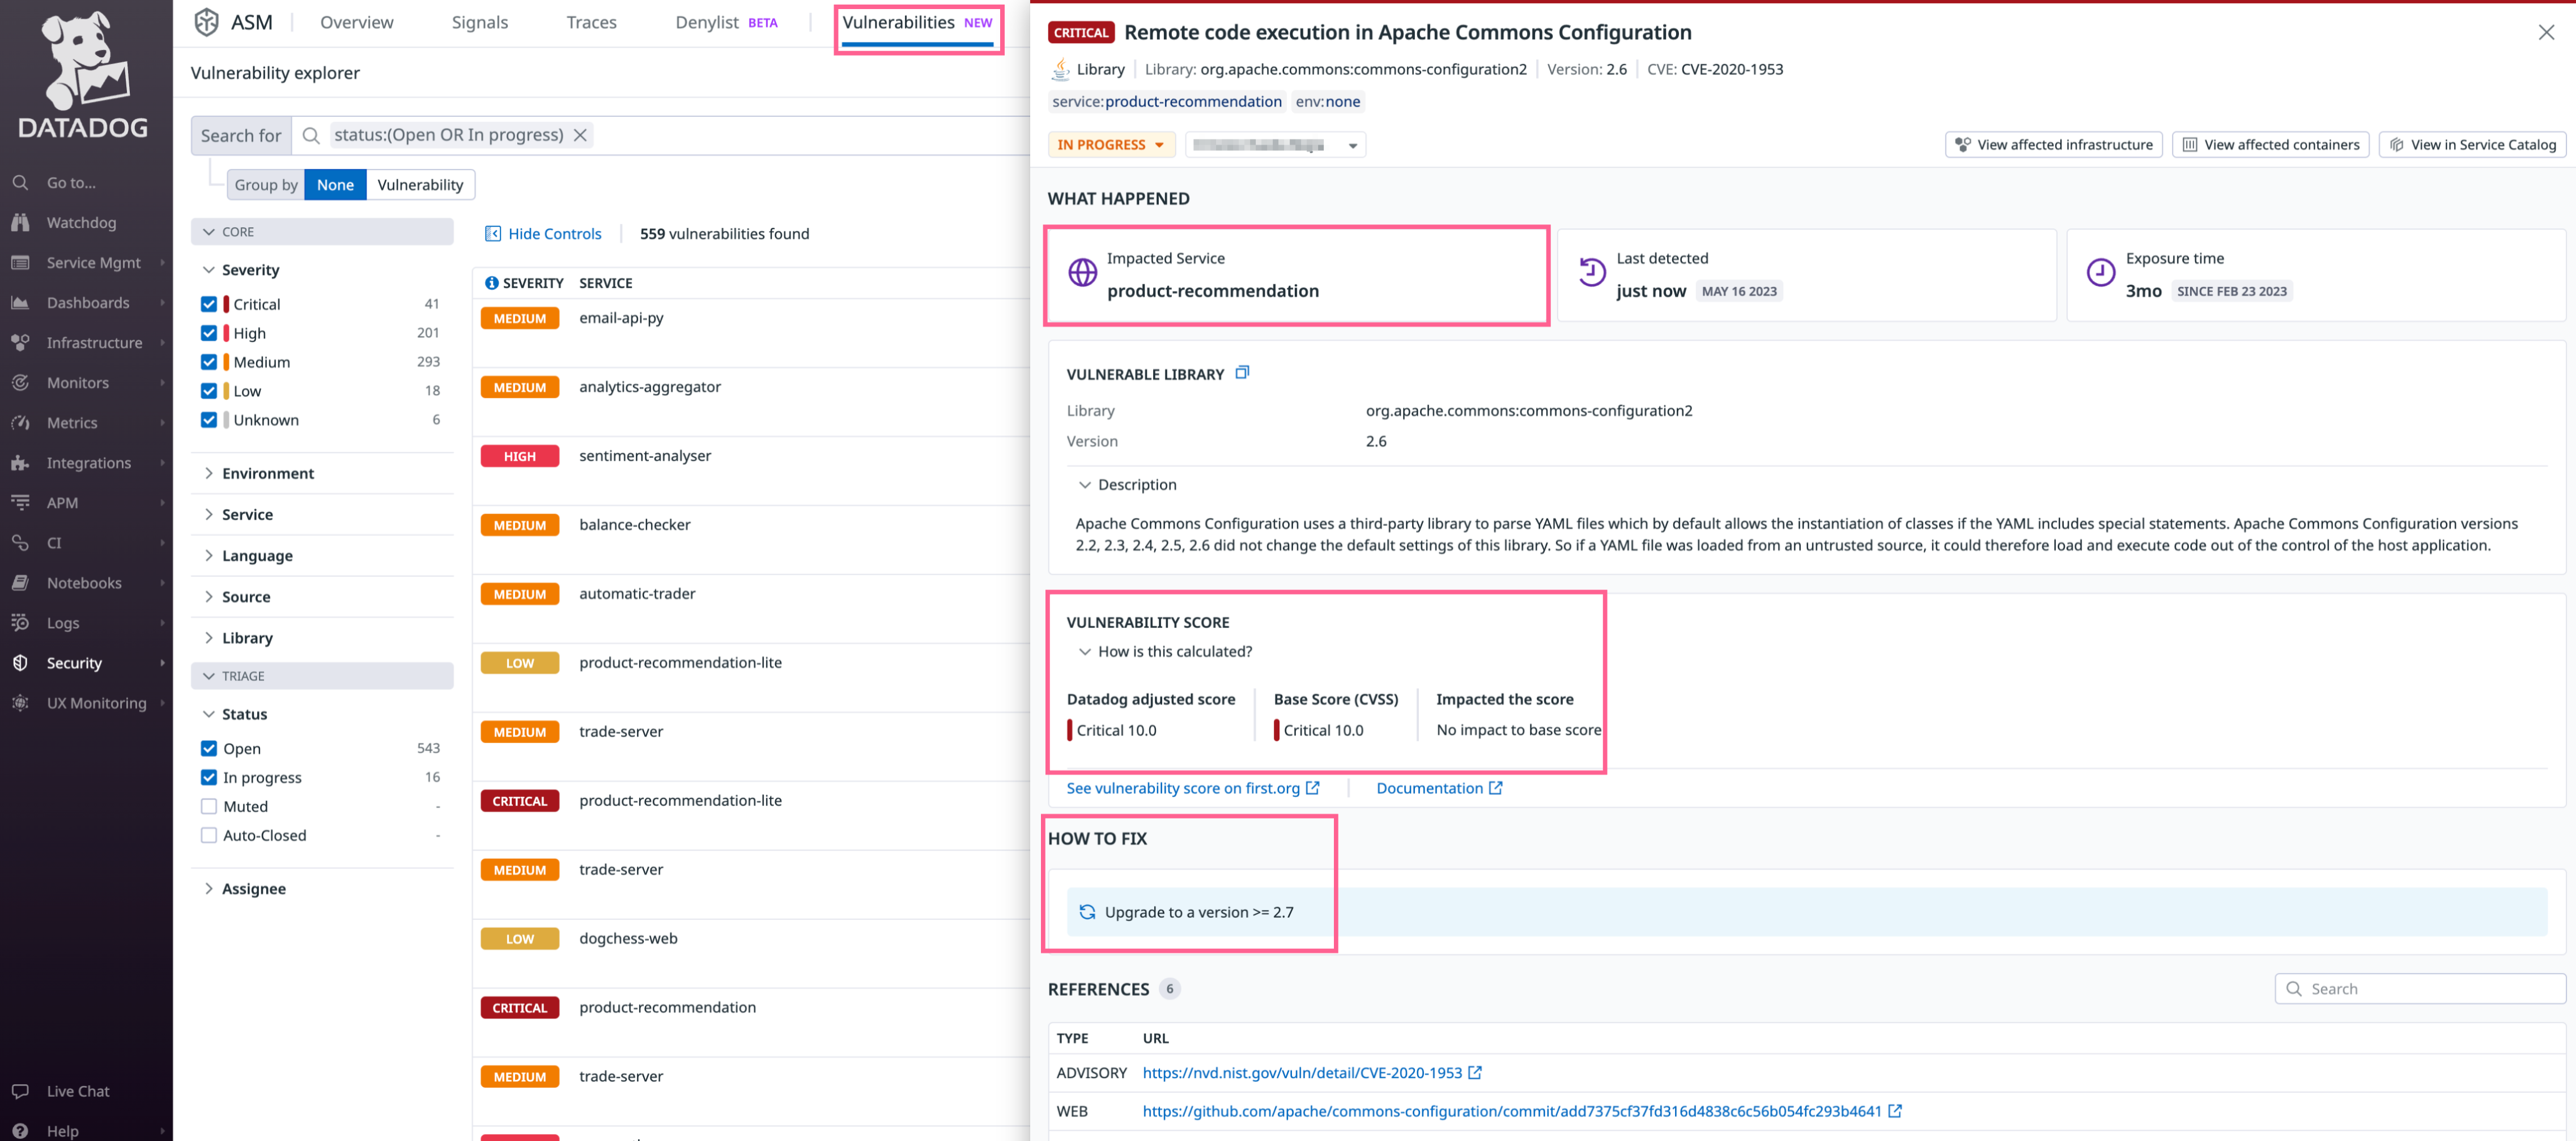 DATADOG
Go to...
Watchdog
Service Mgmt
Dashboards
Infrastructure
Monitors
Metrics
Integrations
APM
CI
Notebooks
Logs
Security
UX Monitoring
Live Chat
Help
ASM
Overview
Signals
Traces
Denylist BETA
Vulnerabilities NEW
Vulnerability explorer
Search for
status:(Open OR In progress)
Group by None Vulnerability
CORE
Severity
Critical 41
High 201
Medium 293
Low 18
Unknown 6
Environment
Service
Language
Source
Library
TRIAGE
Status
Open 543
In progress 16
Muted -
Auto-Closed -
Assignee
Hide Controls
559 vulnerabilities found
SEVERITY SERVICE
MEDIUM email-api-py
MEDIUM analytics-aggregator
HIGH sentiment-analyser
MEDIUM balance-checker
MEDIUM automatic-trader
LOW product-recommendation-lite
MEDIUM trade-server
CRITICAL product-recommendation-lite
MEDIUM trade-server
LOW dogchess-web
CRITICAL product-recommendation
MEDIUM trade-server
CRITICAL Remote code execution in Apache Commons Configuration
Library Library: org.apache.commons:commons-configuration2 Version: 2.6 CVE: CVE-2020-1953
service:product-recommendation env:none
IN PROGRESS
View affected infrastructure
View affected containers
View in Service Catalog
WHAT HAPPENED
Impacted Service
product-recommendation
Last detected
just now MAY 16 2023
Exposure time
3mo SINCE FEB 23 2023
VULNERABLE LIBRARY
Library org.apache.commons:commons-configuration2
Version 2.6
Description
Apache Commons Configuration uses a third-party library to parse YAML files which by default allows the instantiation of classes if the YAML includes special statements. Apache Commons Configuration versions
2.2, 2.3, 2.4, 2.5, 2.6 did not change the default settings of this library. So if a YAML file was loaded from an untrusted source, it could therefore load and execute code out of the control of the host application.
VULNERABILITY SCORE
How is this calculated?
Datadog adjusted score Base Score (CVSS) Impacted the score
Critical 10.0 Critical 10.0 No impact to base score
See vulnerability score on first.org
Documentation
HOW TO FIX
Upgrade to a version >= 2.7
REFERENCES 6
Search
TYPE URL
ADVISORY https://nvd.nist.gov/vuln/detail/CVE-2020-1953
WEB https://github.com/apache/commons-configuration/commit/add7375cf37fd316d4838c6c56b054fc293b4641